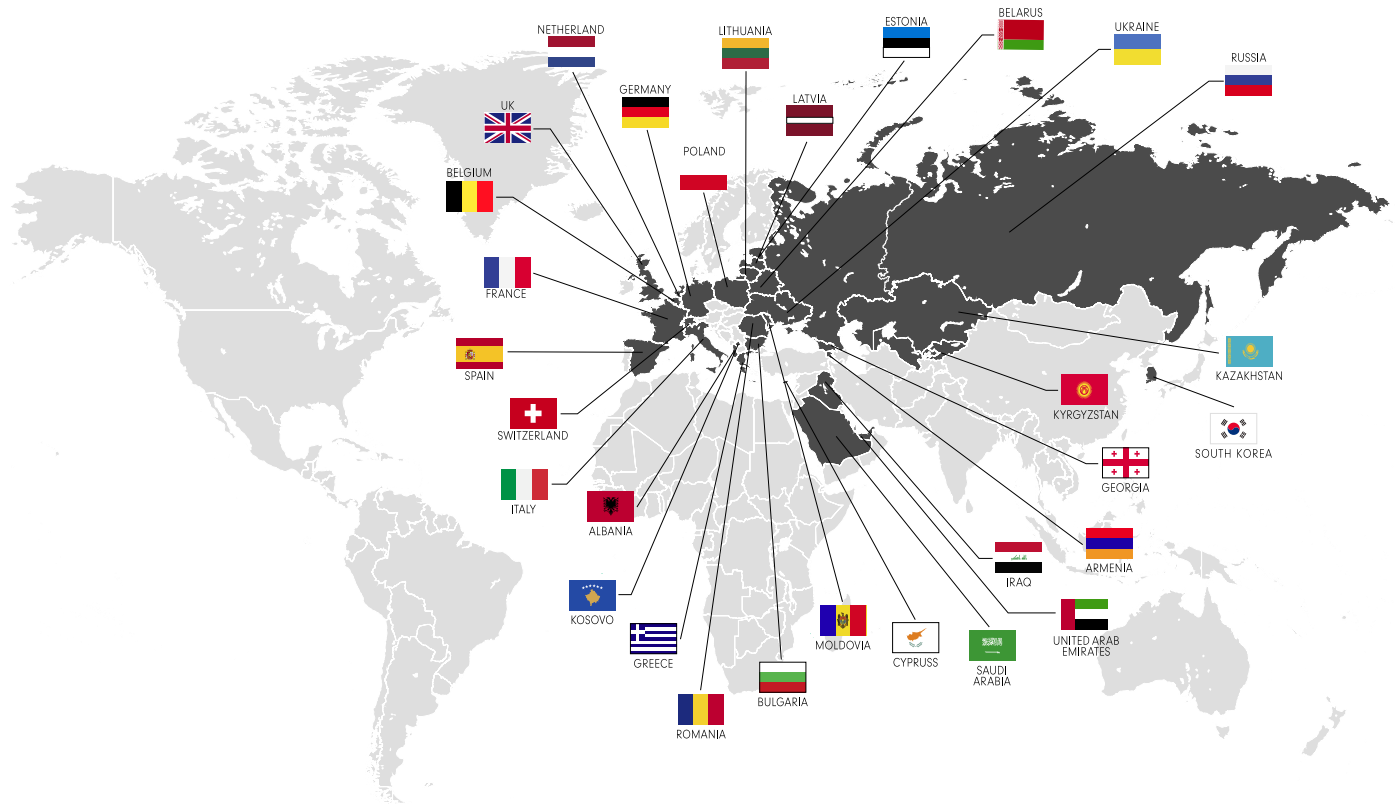 BELARUS
ESTONIA
UKRAINE
NETHERLAND
LITHUANIA
RUSSIA
GERMANY
LATVIA
UK
POLAND
BELGIUM
FRANCE
SPAIN
KAZAKHSTAN
KYRGYZSTAN
SWITZERLAND
SOUTH KOREA
GEORGIA
ITALY
ALBANIA
ARMENIA
IRAQ
KOSOVO
MOLDOVIA
UNITED ARAB
EMIRATES
GREECE
CYPRUSS
SAUDI
ARABIA
BULGARIA
ROMANIA